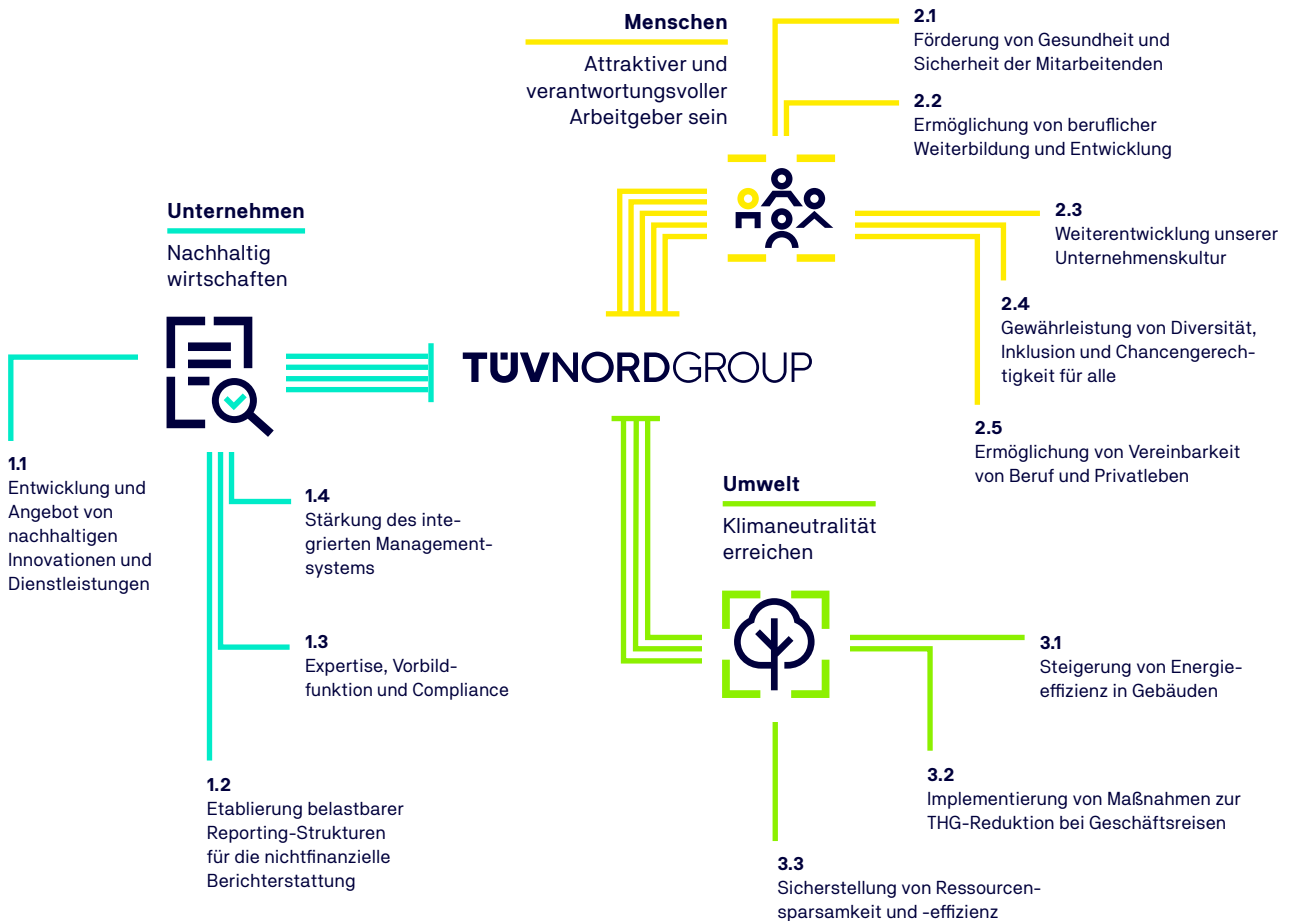 Menschen
Attraktiver und
verantwortungsvoller
Arbeitgeber sein
2.1
Förderung von Gesundheit und
Sicherheit der Mitarbeitenden
2.2
Ermöglichung von beruflicher
Weiterbildung und Entwicklung
2.3
Weiterentwicklung unserer
Unternehmenskultur
2.4
Gewährleistung von Diversität,
Inklusion und Chancengerech-
tigkeit für alle
2.5
Ermöglichung von Vereinbarkeit
von Beruf und Privatleben
Unternehmen
Nachhaltig
wirtschaften
TÜVNORDGROUP
1.1
Entwicklung und
Angebot von
nachhaltigen
Innovationen und
Dienstleistungen
1.4
Stärkung des inte-
grierten Management-
systems
1.3
Expertise, Vorbild-
funktion und Compliance
1.2
Etablierung belastbarer
Reporting-Strukturen
für die nichtfinanzielle
Berichterstattung
Umwelt
Klimaneutralität
erreichen
3.1
Steigerung von Energie-
effizienz in Gebäuden
3.2
Implementierung von Maßnahmen zur
THG-Reduktion bei Geschäftsreisen
3.3
Sicherstellung von Ressourcen-
sparsamkeit und -effizienz